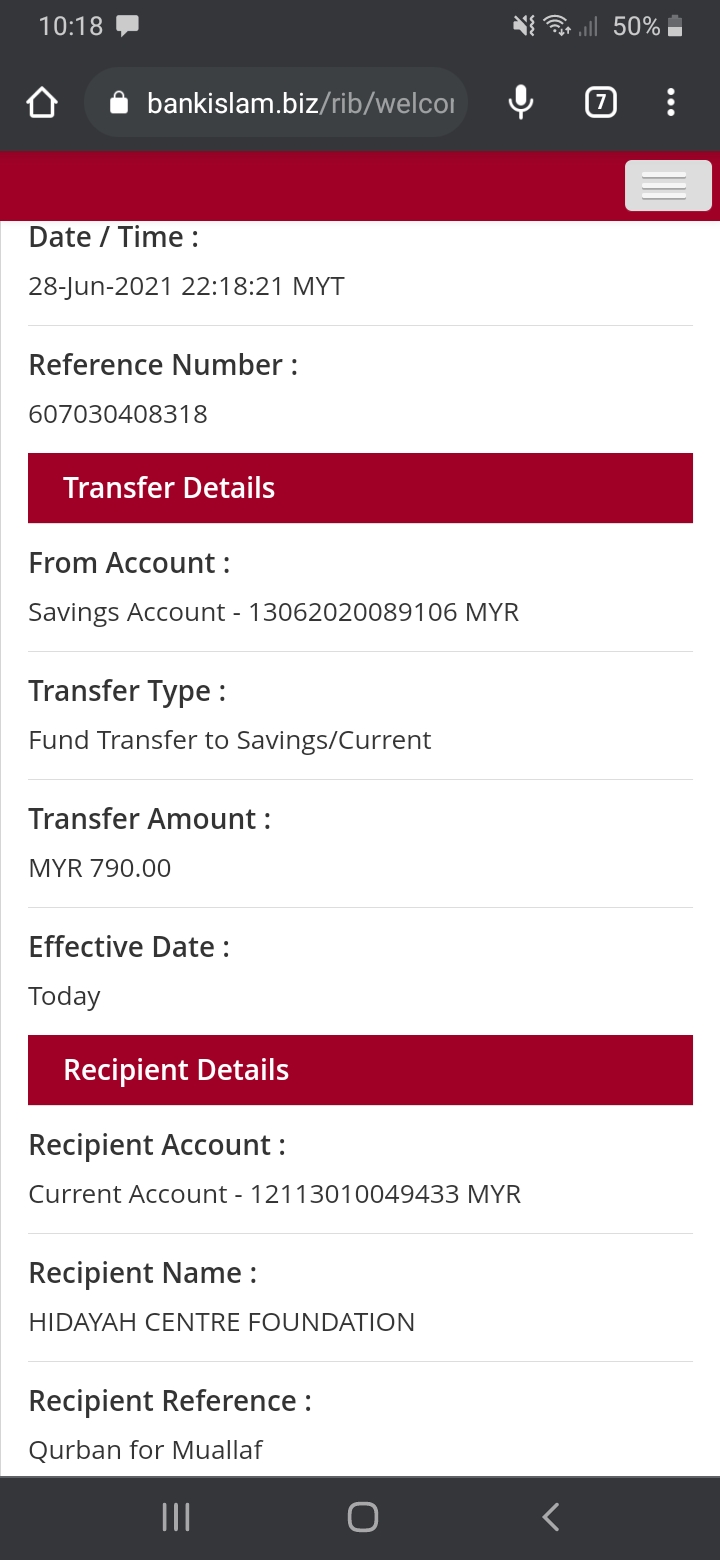 10:18
50%
bankislam.biz/rib/welcor
7
Date / Time :
28-Jun-2021 22:18:21 MYT
Reference Number :
607030408318
Transfer Details
From Account :
Savings Account - 13062020089106 MYR
Transfer Type :
Fund Transfer to Savings/Current
Transfer Amount :
MYR 790.00
Effective Date :
Today
Recipient Details
Recipient Account :
Current Account - 12113010049433 MYR
Recipient Name :
HIDAYAH CENTRE FOUNDATION
Recipient Reference :
Qurban for Muallaf